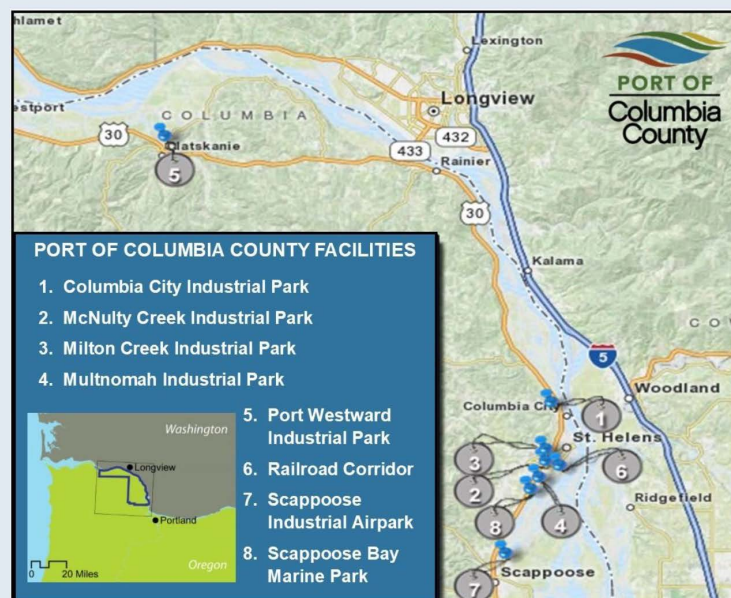 hlamet
Lexington
PORT OF
Columbia
County
Longview
estport
COLUMBIA
30
432
433
latskanie
Rainier
5
30
PORT OF COLUMBIA COUNTY FACILITIES
1. Columbia City Industrial Park
2. McNulty Creek Industrial Park
3. Milton Creek Industrial Park
4. Multnomah Industrial Park
5. Port Westward
Industrial Park
6. Railroad Corridor
7. Scappoose
Industrial Airpark
8. Scappoose Bay
Marine Park
Washington
Longview
Portland
Oregon
0 20 Miles
Kalama
C O
5
Woodland
Columbia City
1
St. Helens
3
6
2
Ridgefield
8
4
Scappoose
7